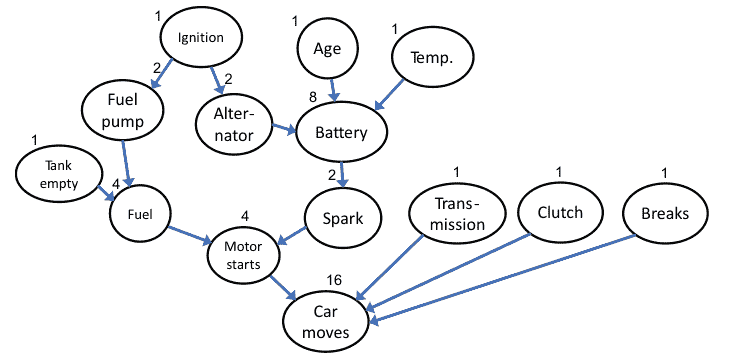 1
Ignition
1
Age
1
Temp.
2
2
Fuel
pump
Alter-
nator
8
Battery
1
Tank
empty
4
Fuel
2
Spark
4
Motor
starts
1
Trans-
mission
1
Clutch
1
Breaks
16
Car
moves